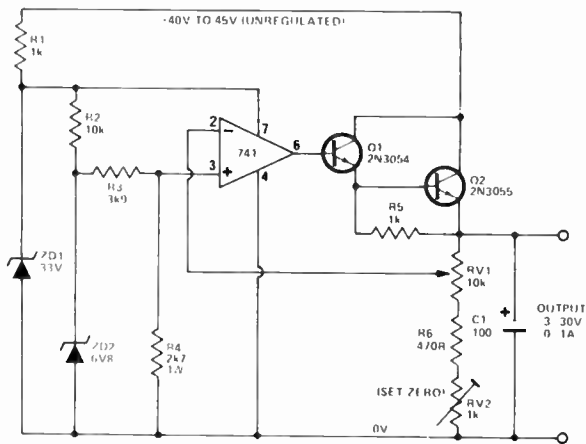 40V TO 45V (UNREGULATED)
R1
1k
R2
10k
2
7
741
6
3
4
R3
3k9
Q1
2N3054
Q2
2N3055
R5
1k
RV1
10k
ZD1
33V
ZD2
6V8
R4
2k7
1W
R6
470R
C1
100
OUTPUT
3 30V
0 1A
(SET ZERO)
RV2
1k
0V